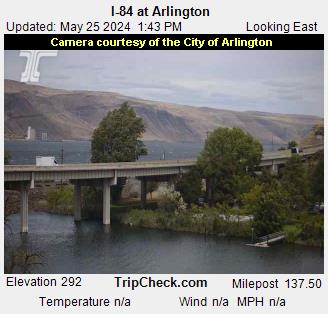 I-84 at Arlington
Updated: May 25 2024 1:43 PM Looking East
Camera courtesy of the City of Arlington
Elevation 292 TripCheck.com Milepost 137.50
Temperature n/a Wind n/a MPH n/a